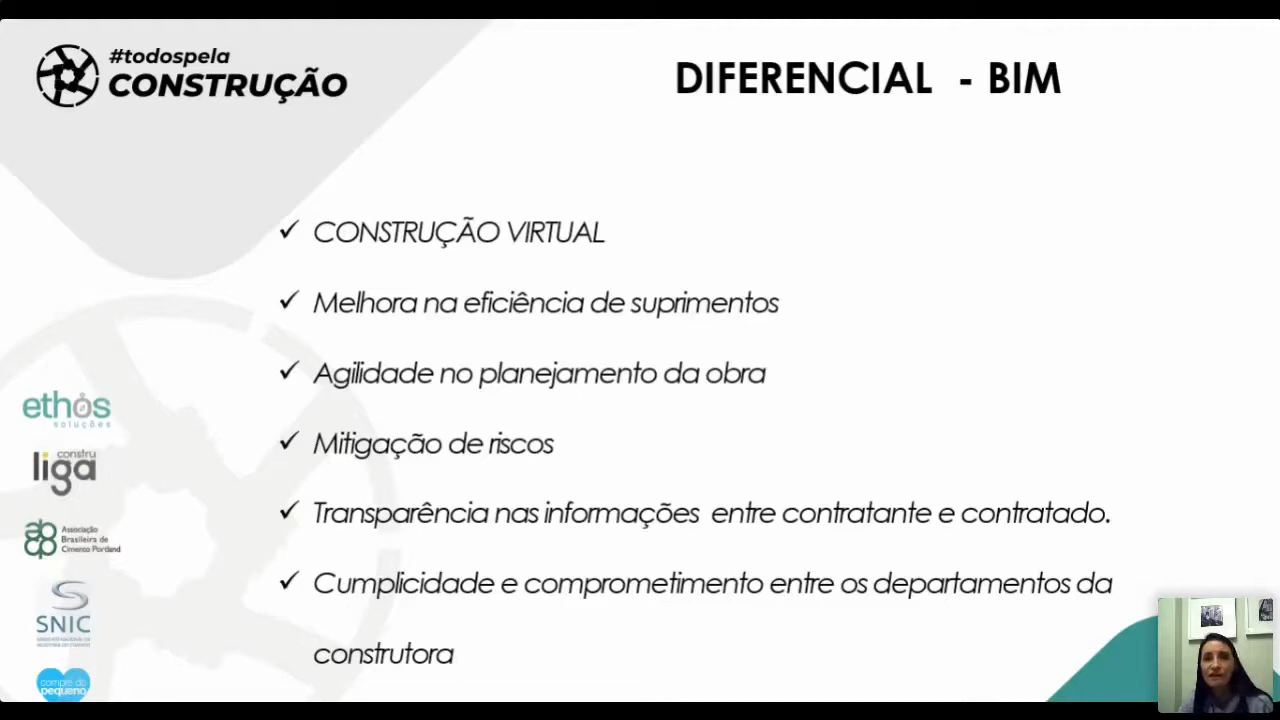 #todospela
CONSTRUÇÃO
DIFERENCIAL - BIM
✓ CONSTRUÇÃO VIRTUAL
✓ Melhora na eficiência de suprimentos
✓ Agilidade no planejamento da obra
✓ Mitigação de riscos
✓ Transparência nas informações entre contratante e contratado.
✓ Cumplicidade e comprometimento entre os departamentos da
construtora
ethos
soluções
constru
liga
abcp
Associação
Brasileira de
Cimento Portland
SNIC
compre do
pequeno